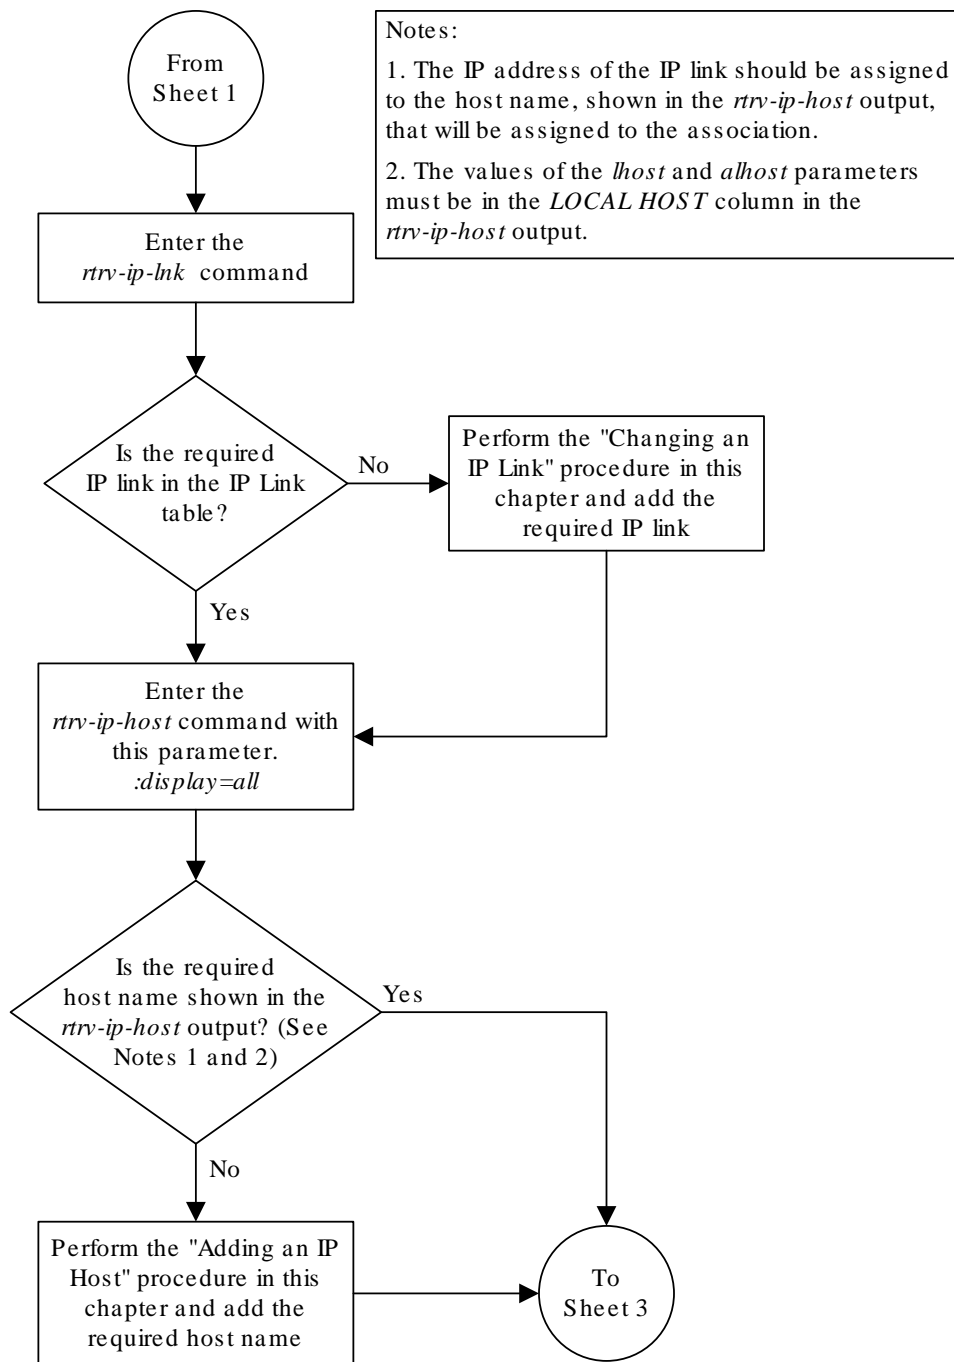 From
Sheet 1
Notes:
1. The IP address of the IP link should be assigned
to the host name, shown in the rtrv-ip-host output,
that will be assigned to the association.
2. The values of the lhost and alhost parameters
must be in the LOCAL HOST column in the
rtrv-ip-host output.
Enter the
rtrv-ip-lnk command
Is the required
IP link in the IP Link
table?
No
Perform the "Changing an
IP Link" procedure in this
chapter and add the
required IP link
Yes
Enter the
rtrv-ip-host command with
this parameter.
:display=all
Is the required
host name shown in the
rtrv-ip-host output? (See
Notes 1 and 2)
Yes
No
Perform the "Adding an IP
Host" procedure in this
chapter and add the
required host name
To
Sheet 3